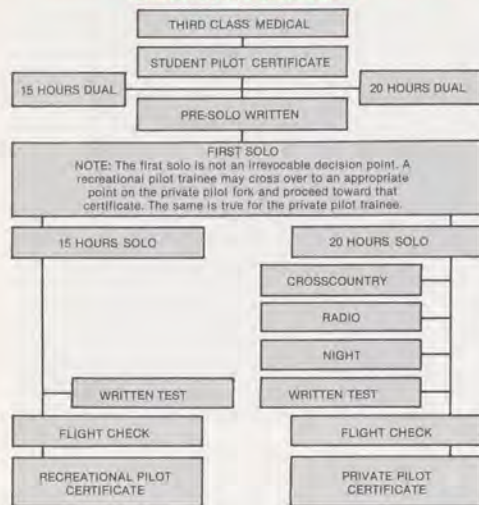 THIRD CLASS MEDICAL
STUDENT PILOT CERTIFICATE
15 HOURS DUAL
20 HOURS DUAL
PRE-SOLO WRITTEN
FIRST SOLO
NOTE: The first solo is not an irrevocable decision point. A
recreational pilot trainee may cross over to an appropriate
point on the private pilot fork and proceed toward that
certificate. The same is true for the private pilot trainee.
15 HOURS SOLO
20 HOURS SOLO
CROSSCOUNTRY
RADIO
NIGHT
WRITTEN TEST
WRITTEN TEST
FLIGHT CHECK
FLIGHT CHECK
RECREATIONAL PILOT
CERTIFICATE
PRIVATE PILOT
CERTIFICATE